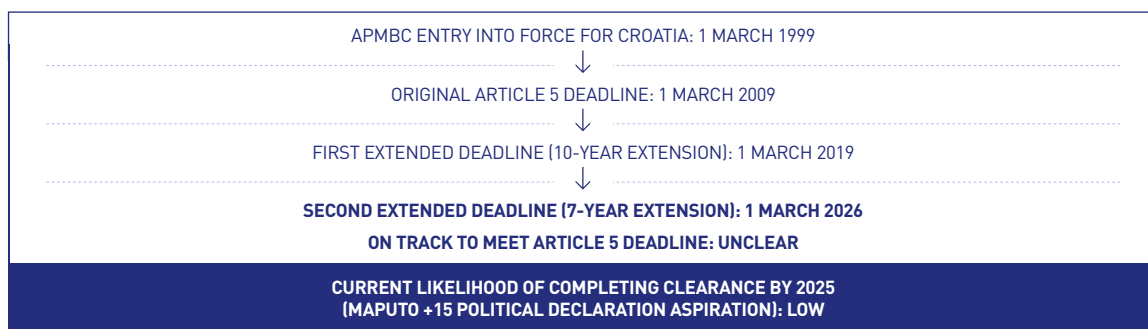 APMBC ENTRY INTO FORCE FOR CROATIA: 1 MARCH 1999
ORIGINAL ARTICLE 5 DEADLINE: 1 MARCH 2009
FIRST EXTENDED DEADLINE (10-YEAR EXTENSION): 1 MARCH 2019
SECOND EXTENDED DEADLINE (7-YEAR EXTENSION): 1 MARCH 2026
ON TRACK TO MEET ARTICLE 5 DEADLINE: UNCLEAR
CURRENT LIKELIHOOD OF COMPLETING CLEARANCE BY 2025
(MAPUTO +15 POLITICAL DECLARATION ASPIRATION): LOW